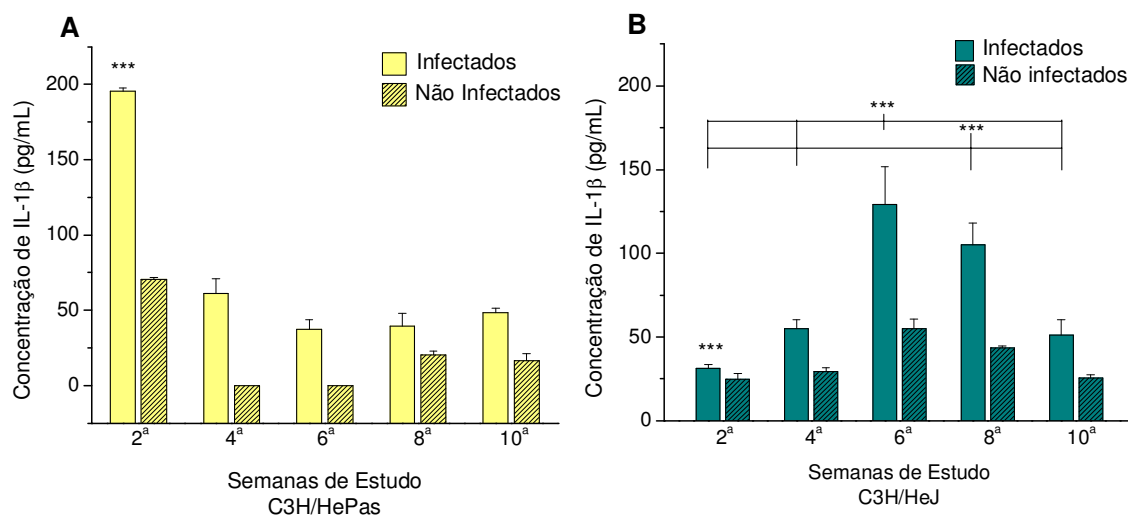 A
Concentração de IL-1β (pg/mL)
200
150
100
50
0
***
Infectados
Não Infectados
2ª
4ª
6ª
8ª
10ª
Semanas de Estudo
C3H/HePas
B
Concentração de IL-1β (pg/mL)
200
150
100
50
0
Infectados
Não infectados
***
***
***
2ª
4ª
6ª
8ª
10ª
Semanas de Estudo
C3H/HeJ